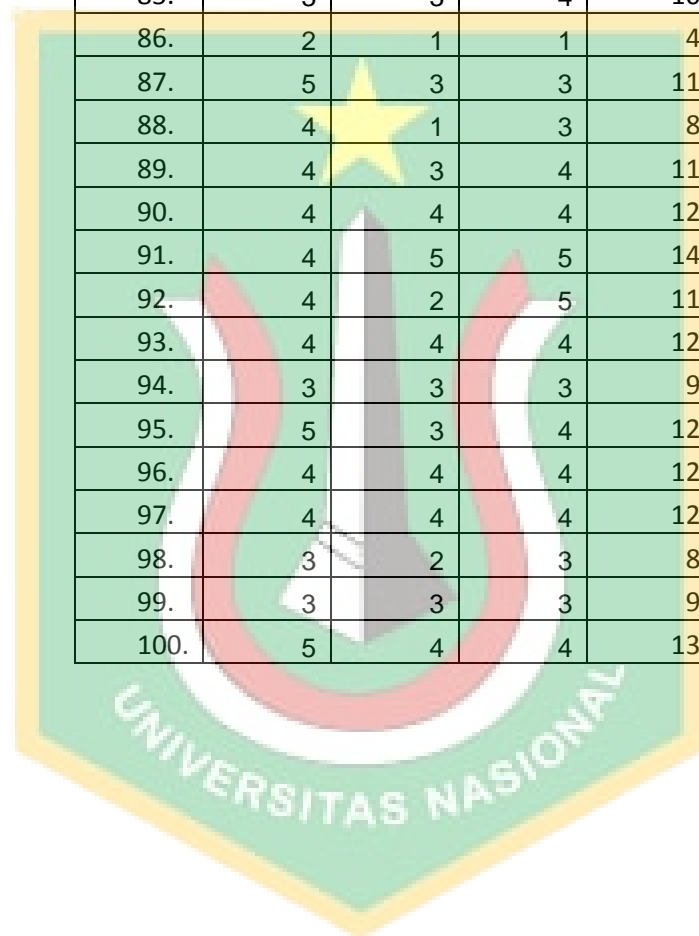 86. 2 1 1 4
87. 5 3 3 11
88. 4 1 3 8
89. 4 3 4 11
90. 4 4 4 12
91. 4 5 5 14
92. 4 2 5 11
93. 4 4 4 12
94. 3 3 3 9
95. 5 3 4 12
96. 4 4 4 12
97. 4 4 4 12
98. 3 2 3 8
99. 3 3 3 9
100. 5 4 4 13
UNIVERSITAS NASIONAL